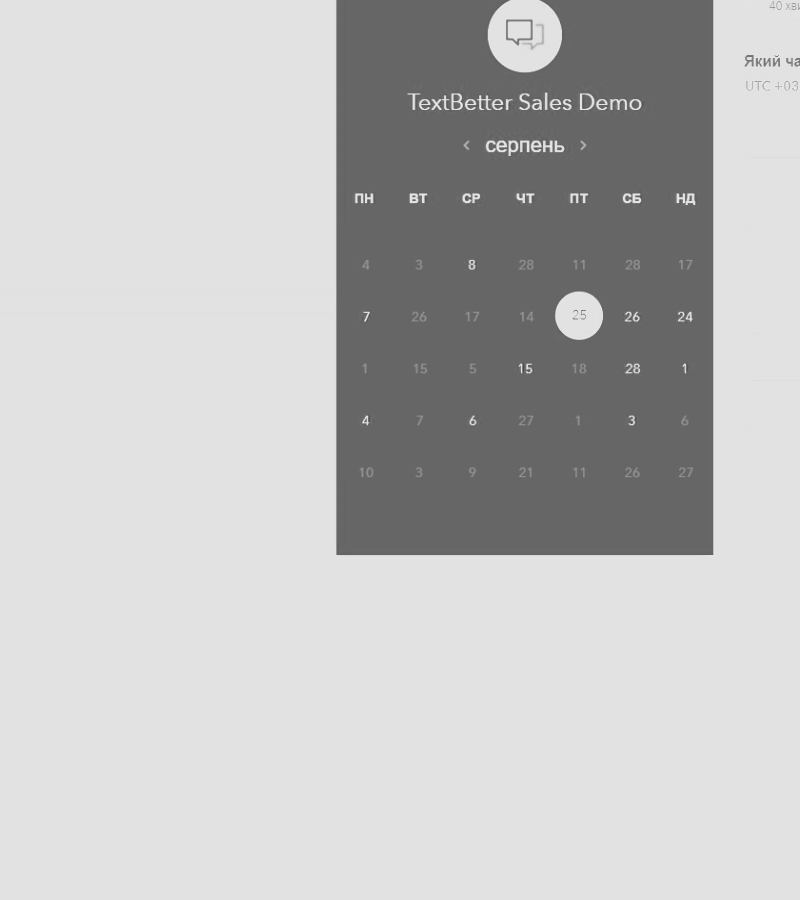 40 хви
Який ча
UTC +03
TextBetter Sales Demo
серпень
ПН ВТ СР ЧТ ПТ СБ НД
4 3 8 28 11 28 17
7 26 17 14 25 26 24
1 15 5 15 18 28 1
4 7 6 27 1 3 6
10 3 9 21 11 26 27